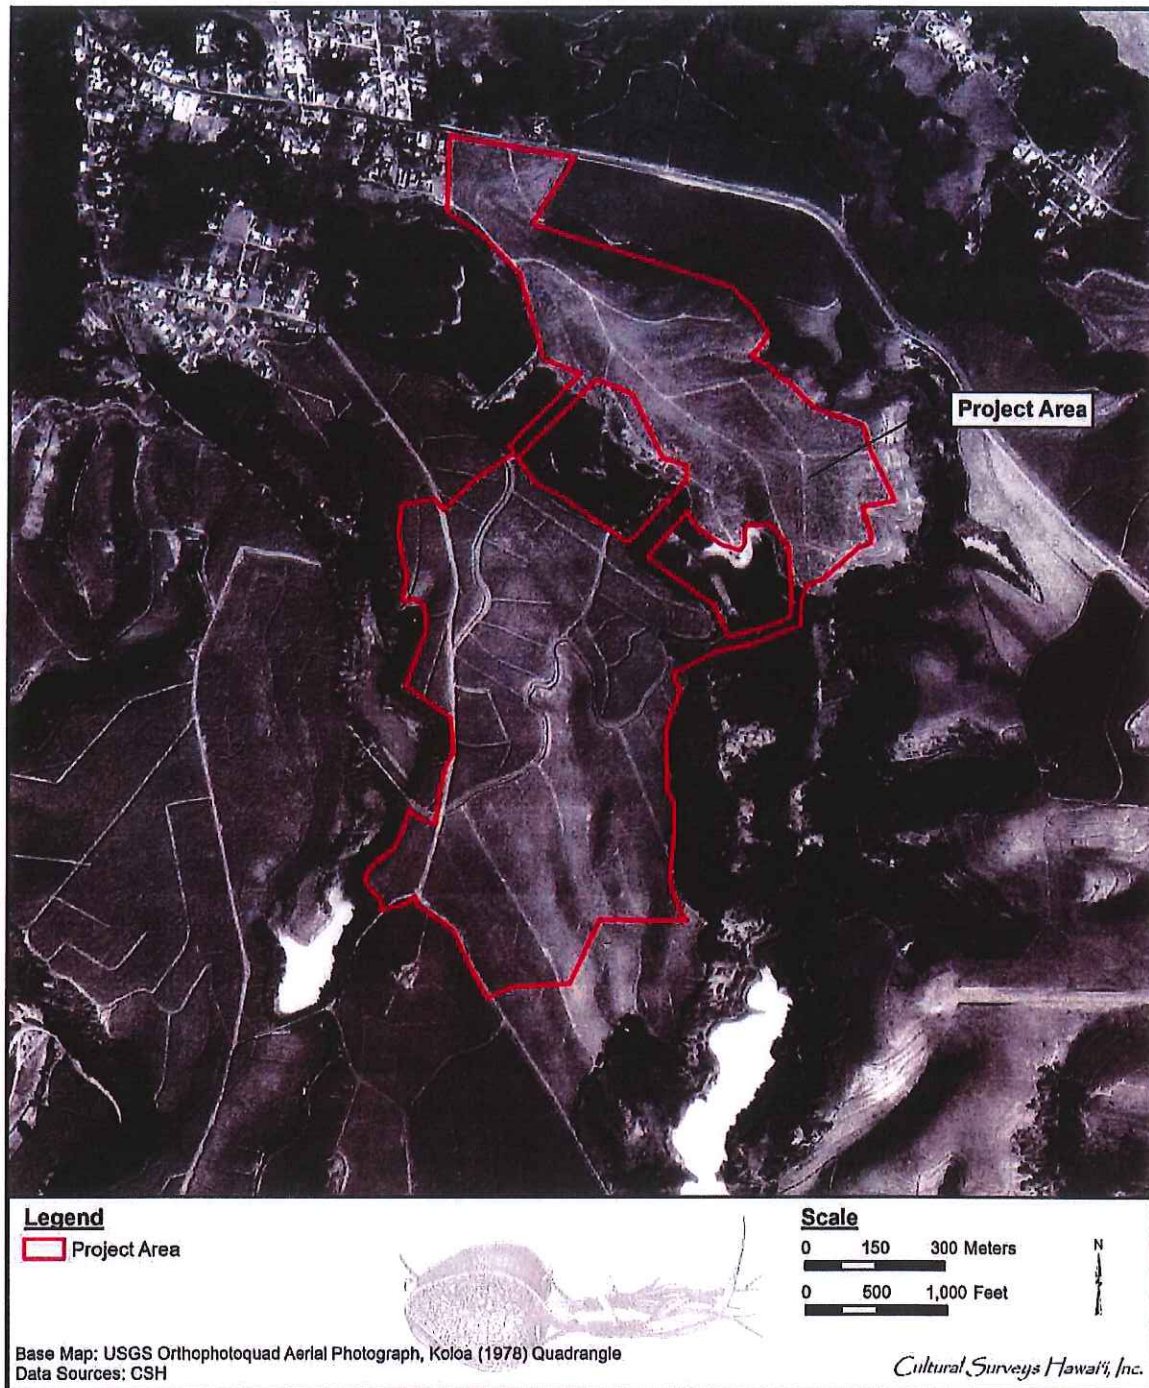 Project Area
Legend
Project Area
Scale
0 150 300 Meters
0 500 1,000 Feet
N
Base Map: USGS Orthophotoquad Aerial Photograph, Koloa (1978) Quadrangle
Data Sources: CSH
Cultural Surveys Hawai'i, Inc.